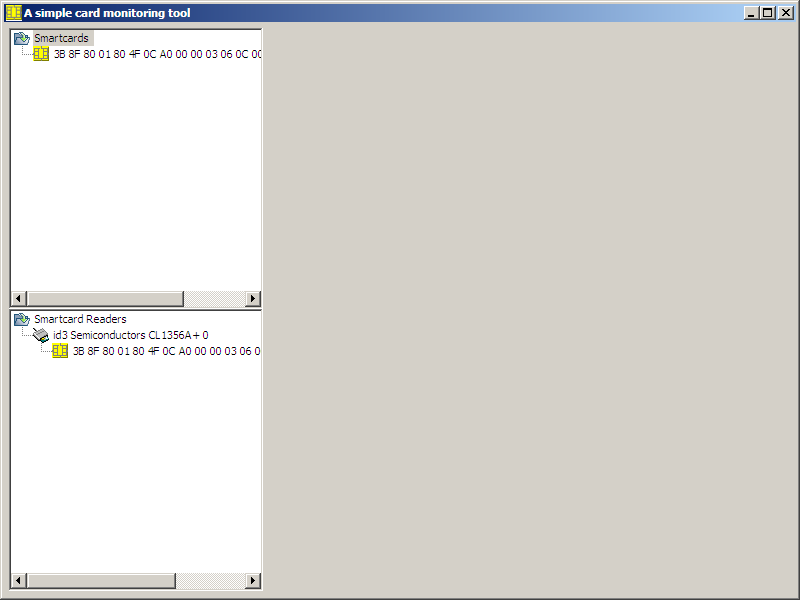 A simple card monitoring tool
Smartcards
3B 8F 80 01 80 4F 0C A0 00 00 03 06 0C 00
Smartcard Readers
id3 Semiconductors CL1356A+ 0
3B 8F 80 01 80 4F 0C A0 00 00 03 06 0